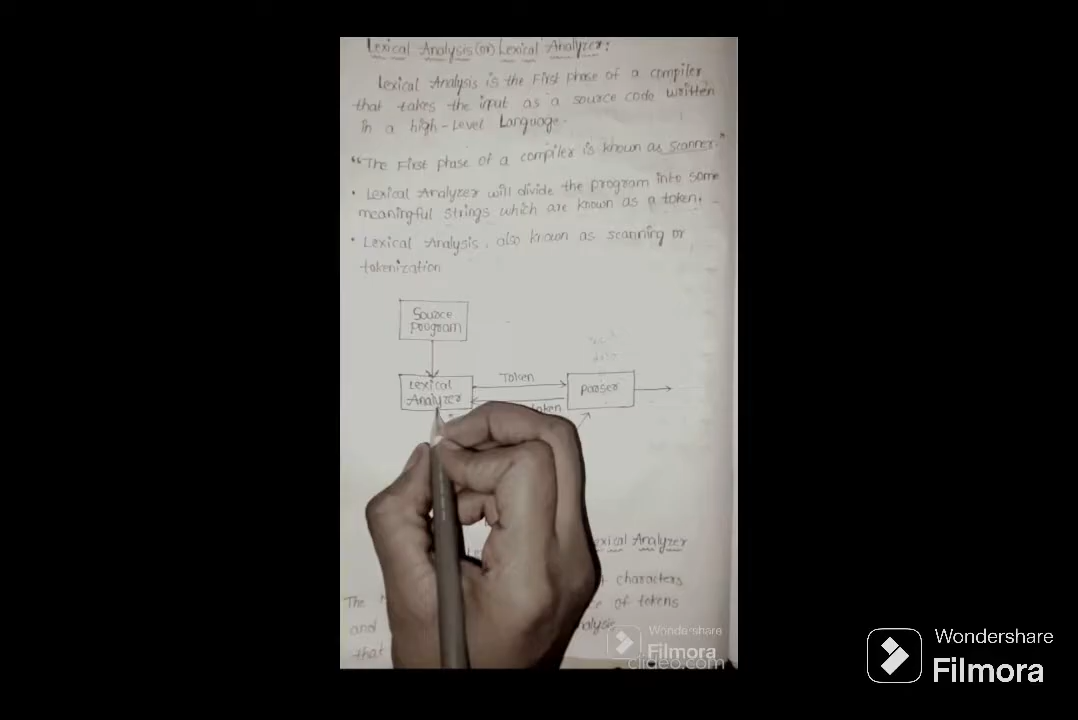 Lexical Analysis (or) Lexical Analyzer:
Lexical Analysis is the First phase of a compiler
that takes the input as a source code written
in a high-Level Language.
"The First phase of a compiler is known as scanner."
• Lexical Analyzer will divide the program into some
meaningful strings which are known as a token.
• Lexical Analysis, also known as scanning or
tokenization
Source
program
Lexical
Analyzer
Token
parser
token
Lexical Analyzer
characters
The
of tokens
and
that
Wondershare
Filmora
clideo.com
Wondershare
Filmora